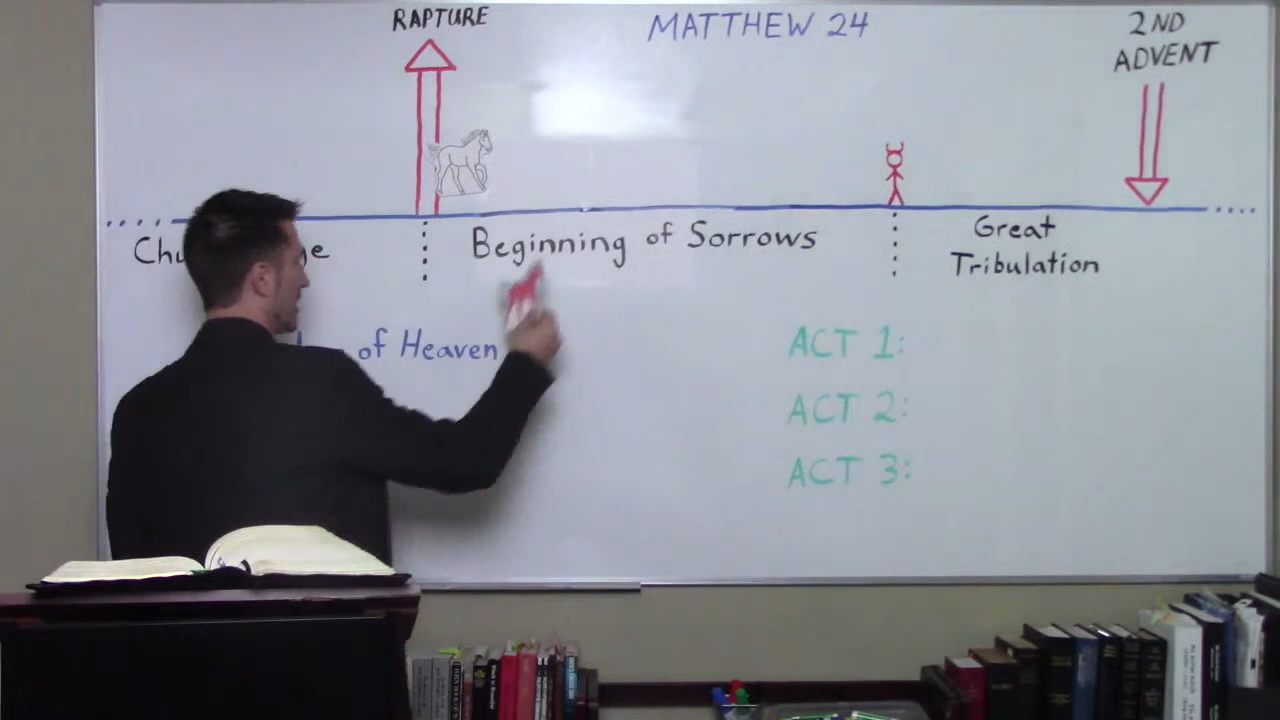 RAPTURE
MATTHEW 24
2ND
ADVENT
Beginning of Sorrows
Great
Tribulation
of Heaven
ACT 1:
ACT 2:
ACT 3: